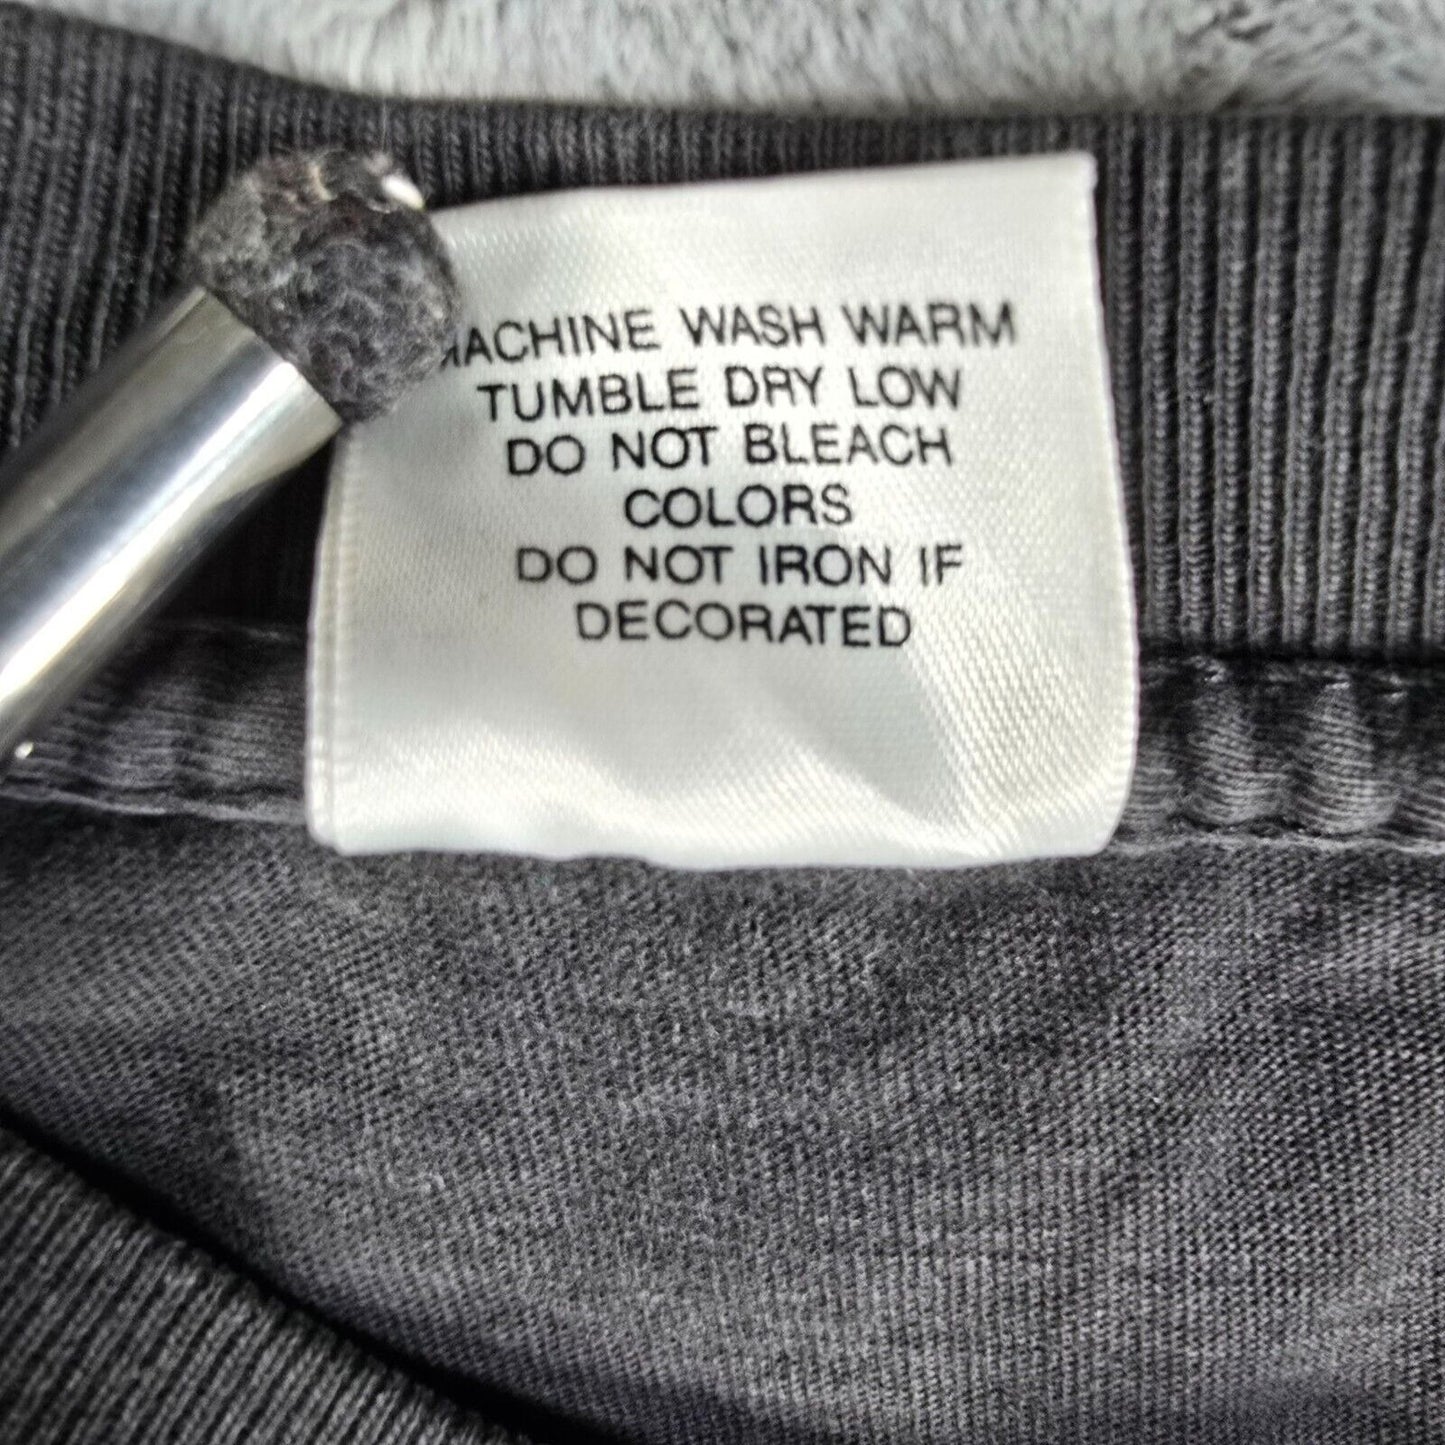 MACHINE WASH WARM
TUMBLE DRY LOW
DO NOT BLEACH
COLORS
DO NOT IRON IF
DECORATED